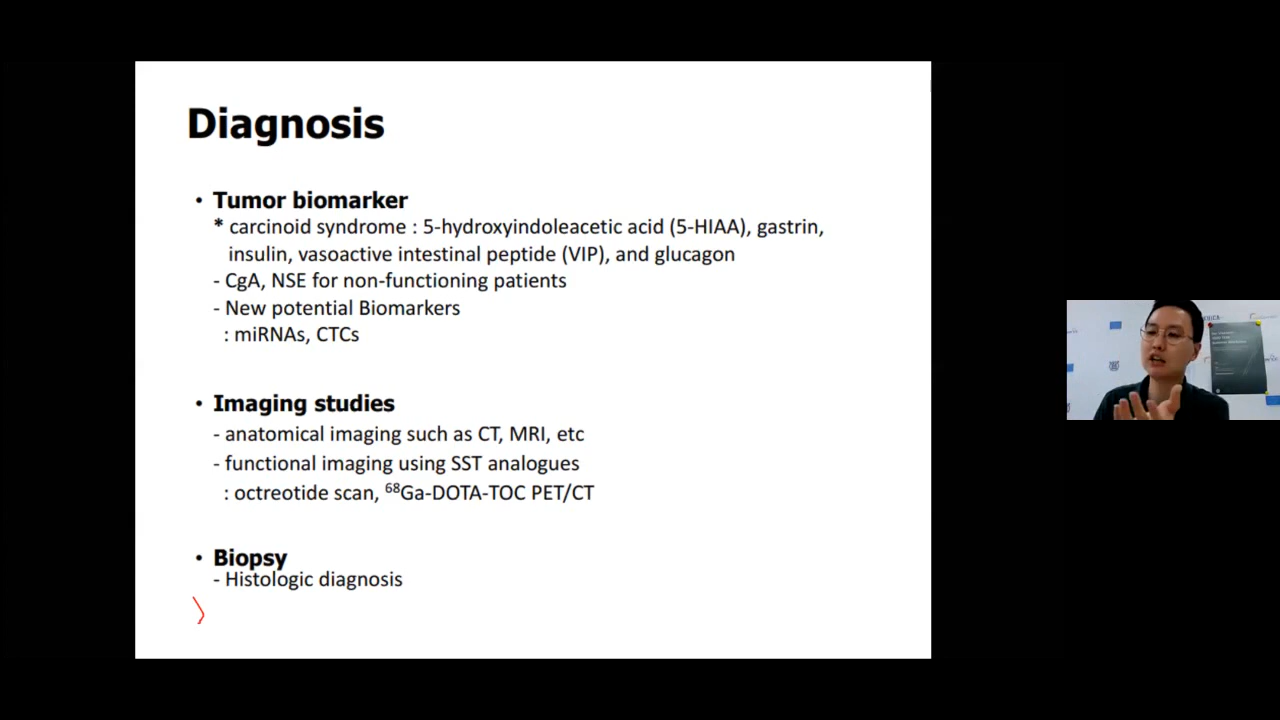 Diagnosis
• Tumor biomarker
* carcinoid syndrome : 5-hydroxyindoleacetic acid (5-HIAA), gastrin,
insulin, vasoactive intestinal peptide (VIP), and glucagon
- CgA, NSE for non-functioning patients
- New potential Biomarkers
: miRNAs, CTCs
• Imaging studies
- anatomical imaging such as CT, MRI, etc
- functional imaging using SST analogues
: octreotide scan, ⁶⁸Ga-DOTA-TOC PET/CT
• Biopsy
- Histologic diagnosis